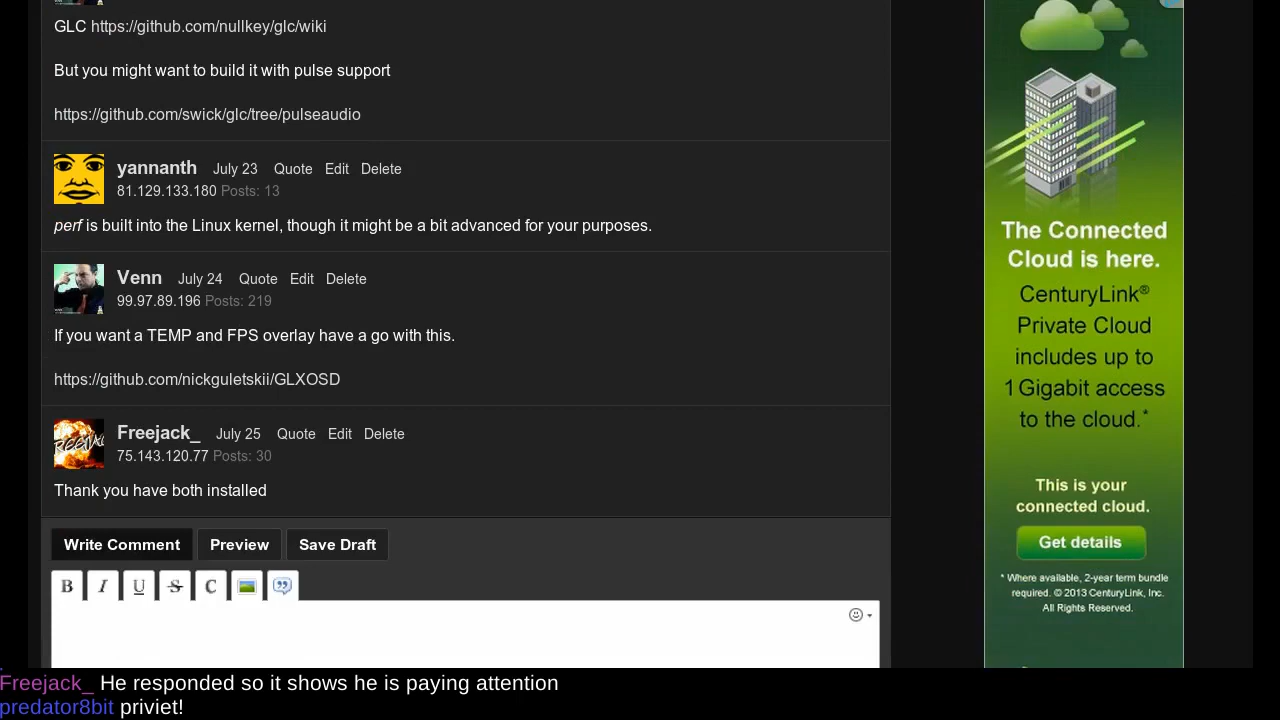 GLC https://github.com/nullkey/glc/wiki
But you might want to build it with pulse support
https://github.com/swick/glc/tree/pulseaudio
yannanth July 23 Quote Edit Delete
81.129.133.180 Posts: 13
perf is built into the Linux kernel, though it might be a bit advanced for your purposes.
Venn July 24 Quote Edit Delete
99.97.89.196 Posts: 219
If you want a TEMP and FPS overlay have a go with this.
https://github.com/nickguletskii/GLXOSD
Freejack_ July 25 Quote Edit Delete
75.143.120.77 Posts: 30
Thank you have both installed
Write Comment Preview Save Draft
B I U S C
The Connected
Cloud is here.
CenturyLink®
Private Cloud
includes up to
1 Gigabit access
to the cloud.*
This is your
connected cloud.
Get details
* Where available, 2-year term bundle
required. © 2013 CenturyLink, Inc.
All Rights Reserved.
Freejack_ He responded so it shows he is paying attention
predator8bit priviet!